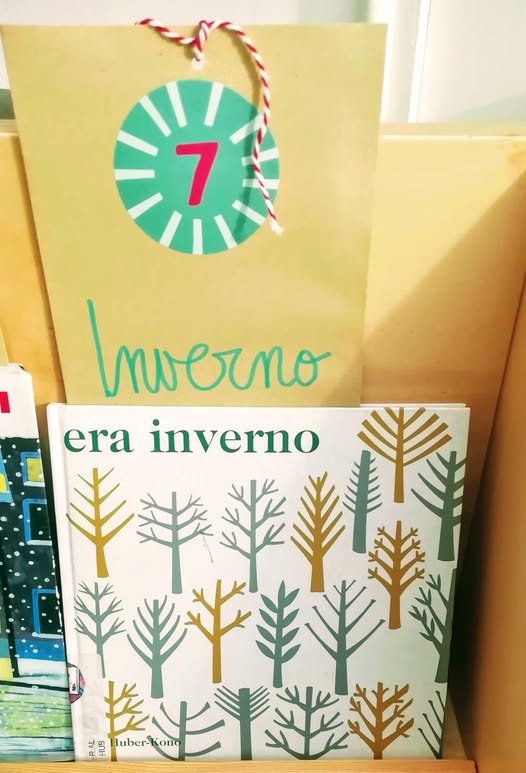 7
Inverno
era inverno
Huber-Kono